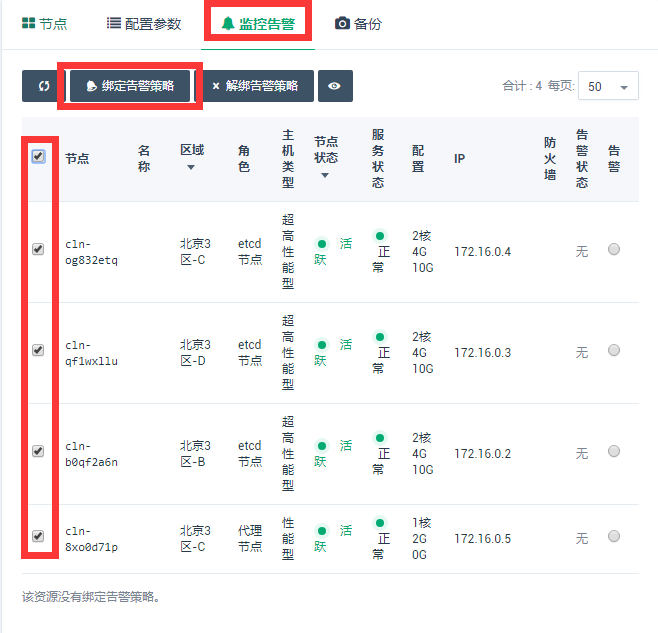 节点 配置参数 监控告警 备份
绑定告警策略 × 解绑告警策略 合计 : 4 每页: 50
节点 名称 区域 角色 主机类型 节点状态 服务状态 配置 IP 防火墙 告警状态 告警
cln-og832etq 北京3区-C etcd节点 超高性能型 活跃 正常 2核4G10G 172.16.0.4 无
cln-qf1wxllu 北京3区-D etcd节点 超高性能型 活跃 正常 2核4G10G 172.16.0.3 无
cln-b0qf2a6n 北京3区-B etcd节点 超高性能型 活跃 正常 2核4G10G 172.16.0.2 无
cln-8xo0d71p 北京3区-C 代理节点 性能型 活跃 正常 1核2G0G 172.16.0.5 无
该资源没有绑定告警策略。